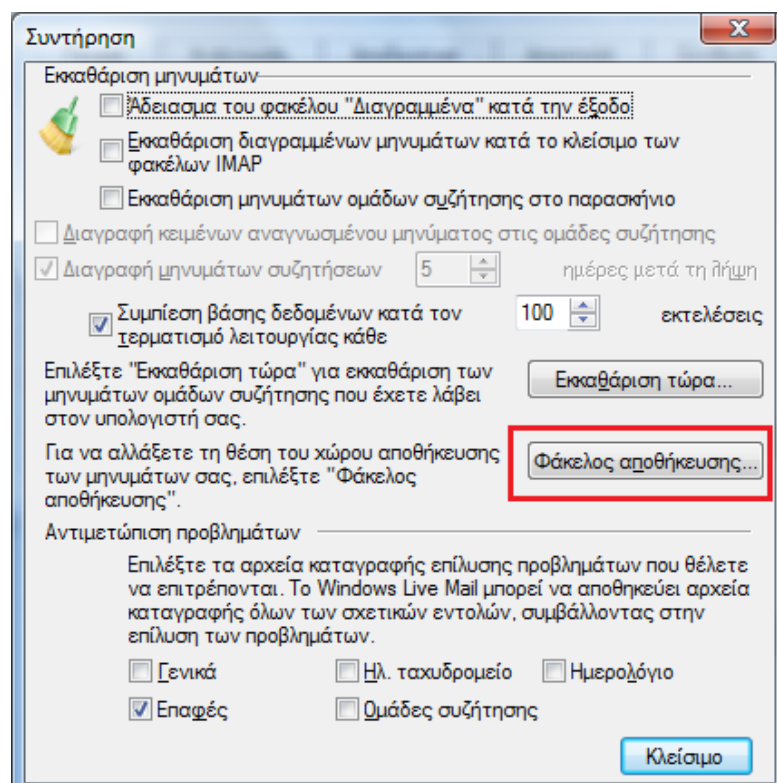 Συντήρηση
Εκκαθάριση μηνυμάτων
Άδειασμα του φακέλου "Διαγραμμένα" κατά την έξοδο
Εκκαθάριση διαγραμμένων μηνυμάτων κατά το κλείσιμο των
φακέλων IMAP
Εκκαθάριση μηνυμάτων ομάδων συζήτησης στο παρασκήνιο
Διαγραφή κειμένων αναγνωσμένου μηνύματος στις ομάδες συζήτησης
Διαγραφή μηνυμάτων συζητήσεων 5 ημέρες μετά τη λήψη
Συμπίεση βάσης δεδομένων κατά τον 100 εκτελέσεις
τερματισμό λειτουργίας κάθε
Επιλέξτε "Εκκαθάριση τώρα" για εκκαθάριση των
μηνυμάτων ομάδων συζήτησης που έχετε λάβει
στον υπολογιστή σας.
Εκκαθάριση τώρα...
Για να αλλάξετε τη θέση του χώρου αποθήκευσης
των μηνυμάτων σας, επιλέξτε "Φάκελος
αποθήκευσης".
Φάκελος αποθήκευσης...
Αντιμετώπιση προβλημάτων
Επιλέξτε τα αρχεία καταγραφής επίλυσης προβλημάτων που θέλετε
να επιτρέπονται. Το Windows Live Mail μπορεί να αποθηκεύει αρχεία
καταγραφής όλων των σχετικών εντολών, συμβάλλοντας στην
επίλυση των προβλημάτων.
Γενικά Ηλ. ταχυδρομείο Ημερολόγιο
Επαφές Ομάδες συζήτησης
Κλείσιμο